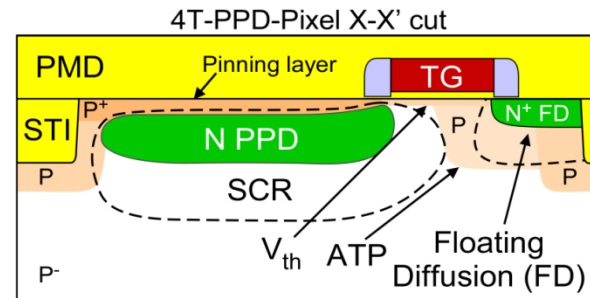 4T-PPD-Pixel X-X' cut
PMD
Pinning layer
TG
P+
STI
N PPD
P
N+ FD
P
SCR
P
Vth
ATP
Floating
Diffusion (FD)
P-